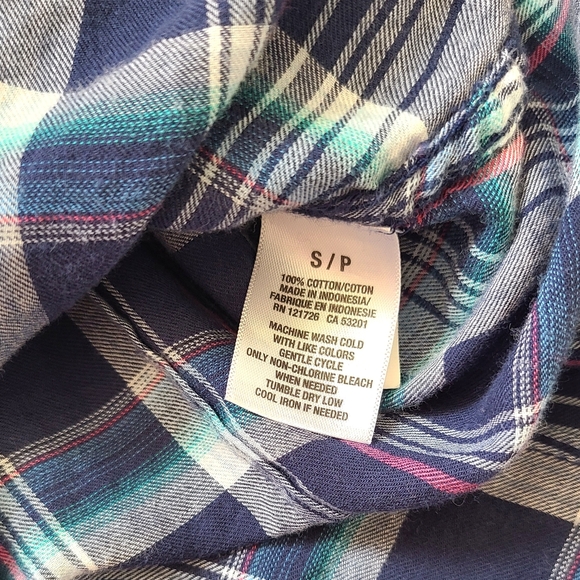 S / P
100% COTTON/COTON
MADE IN INDONESIA/
FABRIQUE EN INDONESIE
RN 121726 CA 53201
MACHINE WASH COLD
WITH LIKE COLORS
GENTLE CYCLE
ONLY NON-CHLORINE BLEACH
WHEN NEEDED
TUMBLE DRY LOW
COOL IRON IF NEEDED